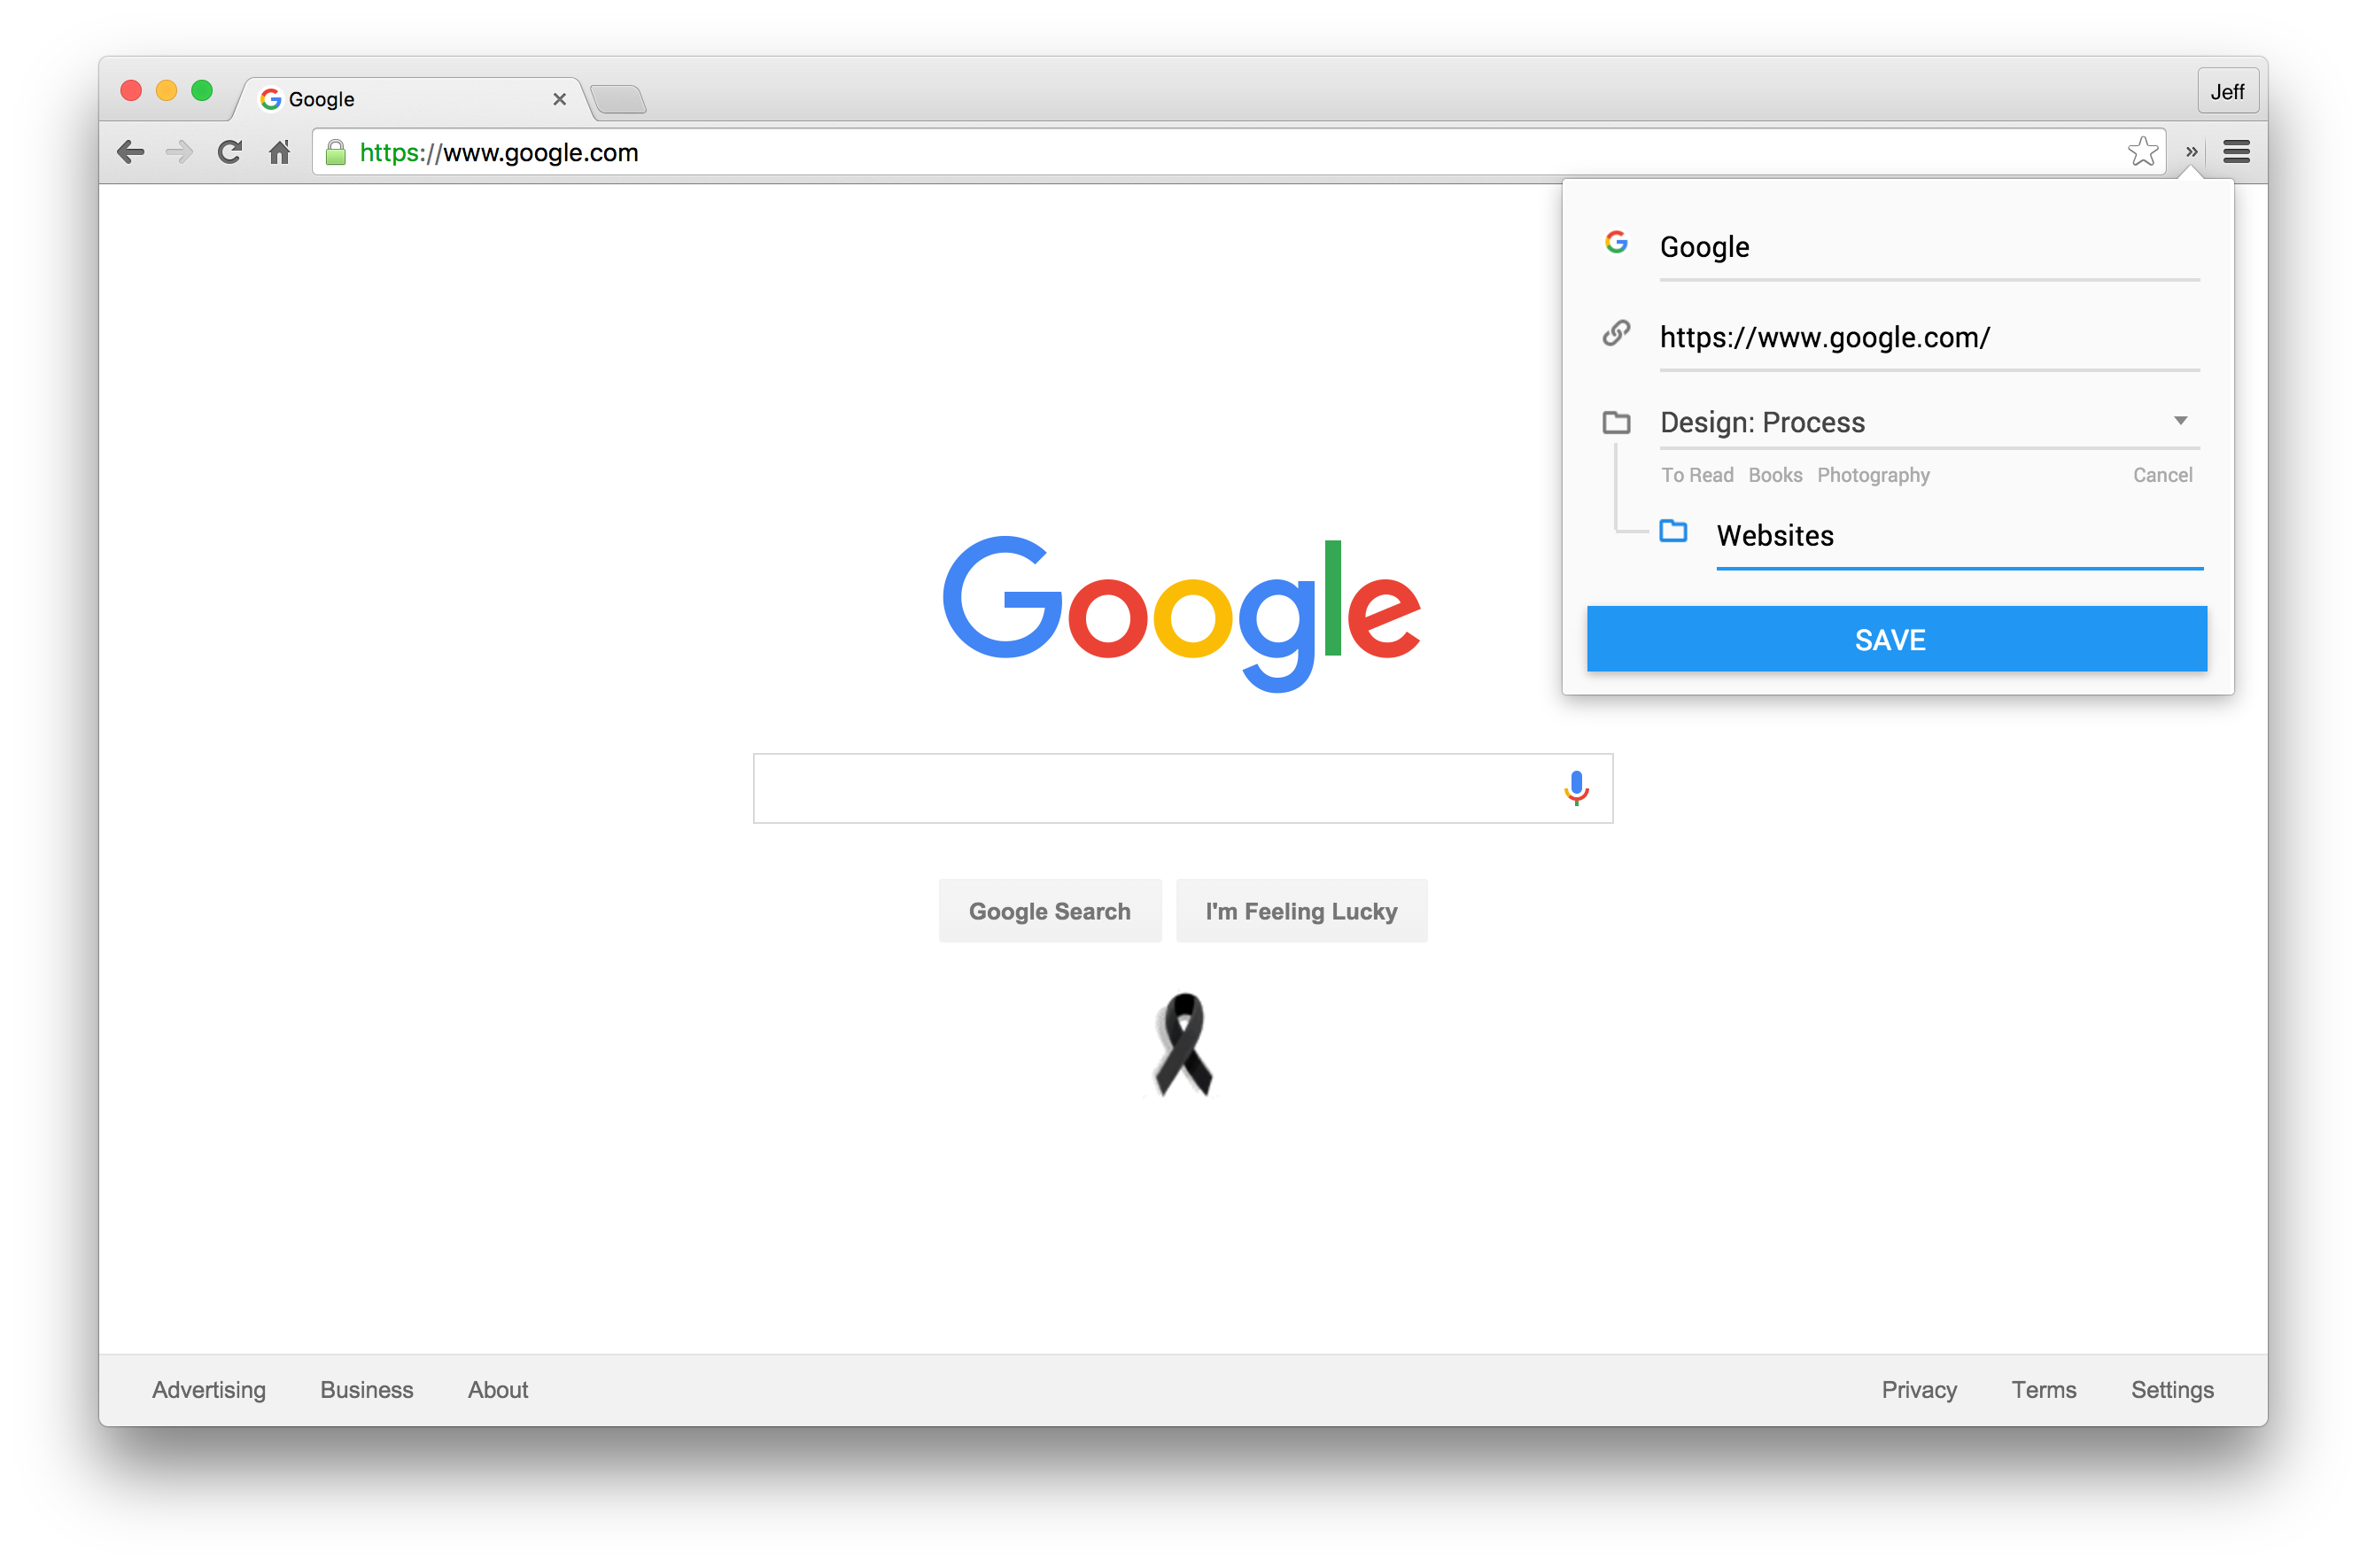 Google
Jeff
https://www.google.com
»
Google
https://www.google.com/
Design: Process
To Read Books Photography Cancel
Websites
SAVE
Google
Google Search I'm Feeling Lucky
Advertising Business About Privacy Terms Settings